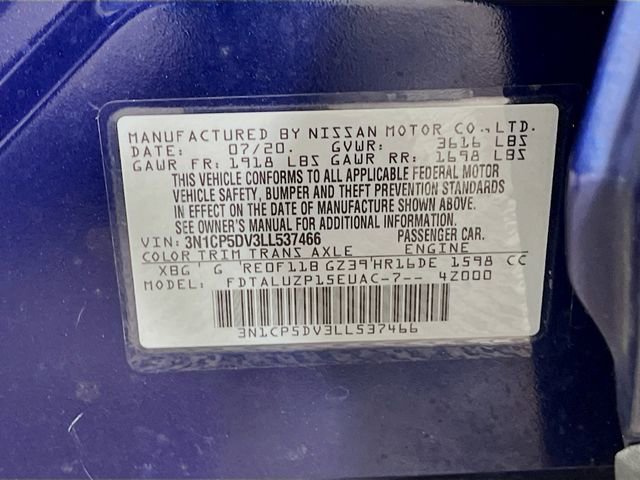 MANUFACTURED BY NISSAN MOTOR CO., LTD.
DATE: 07/20. GVWR: 3616 LBS
GAWR FR: 1918 LBS GAWR RR: 1698 LBS
THIS VEHICLE CONFORMS TO ALL APPLICABLE FEDERAL MOTOR
VEHICLE SAFETY, BUMPER AND THEFT PREVENTION STANDARDS
IN EFFECT ON THE DATE OF MANUFACTURE SHOWN ABOVE.
SEE OWNER'S MANUAL FOR ADDITIONAL INFORMATION.
VIN: 3N1CP5DV3LL537466 PASSENGER CAR.
COLOR TRIM TRANS AXLE ENGINE
XBG G RE0F11B GZ39 HR16DE 1598 CC
MODEL: FDTALUZP15EUAC-7-- 4Z000
3N1CP5DV3LL537466